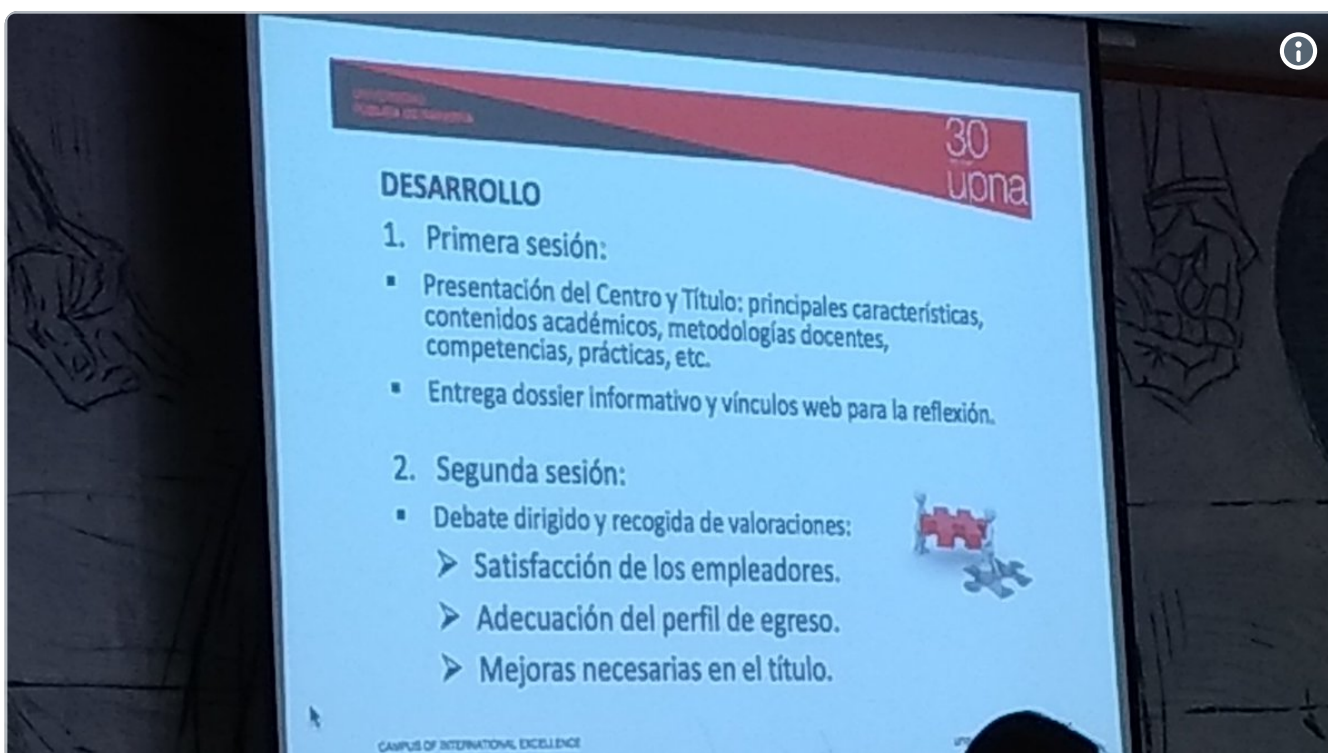 30
upna
DESARROLLO
1. Primera sesión:
▪ Presentación del Centro y Título: principales características,
contenidos académicos, metodologías docentes,
competencias, prácticas, etc.
▪ Entrega dossier informativo y vínculos web para la reflexión.
2. Segunda sesión:
▪ Debate dirigido y recogida de valoraciones:
➢ Satisfacción de los empleadores.
➢ Adecuación del perfil de egreso.
➢ Mejoras necesarias en el título.
CAMPUS OF INTERNATIONAL EXCELLENCE